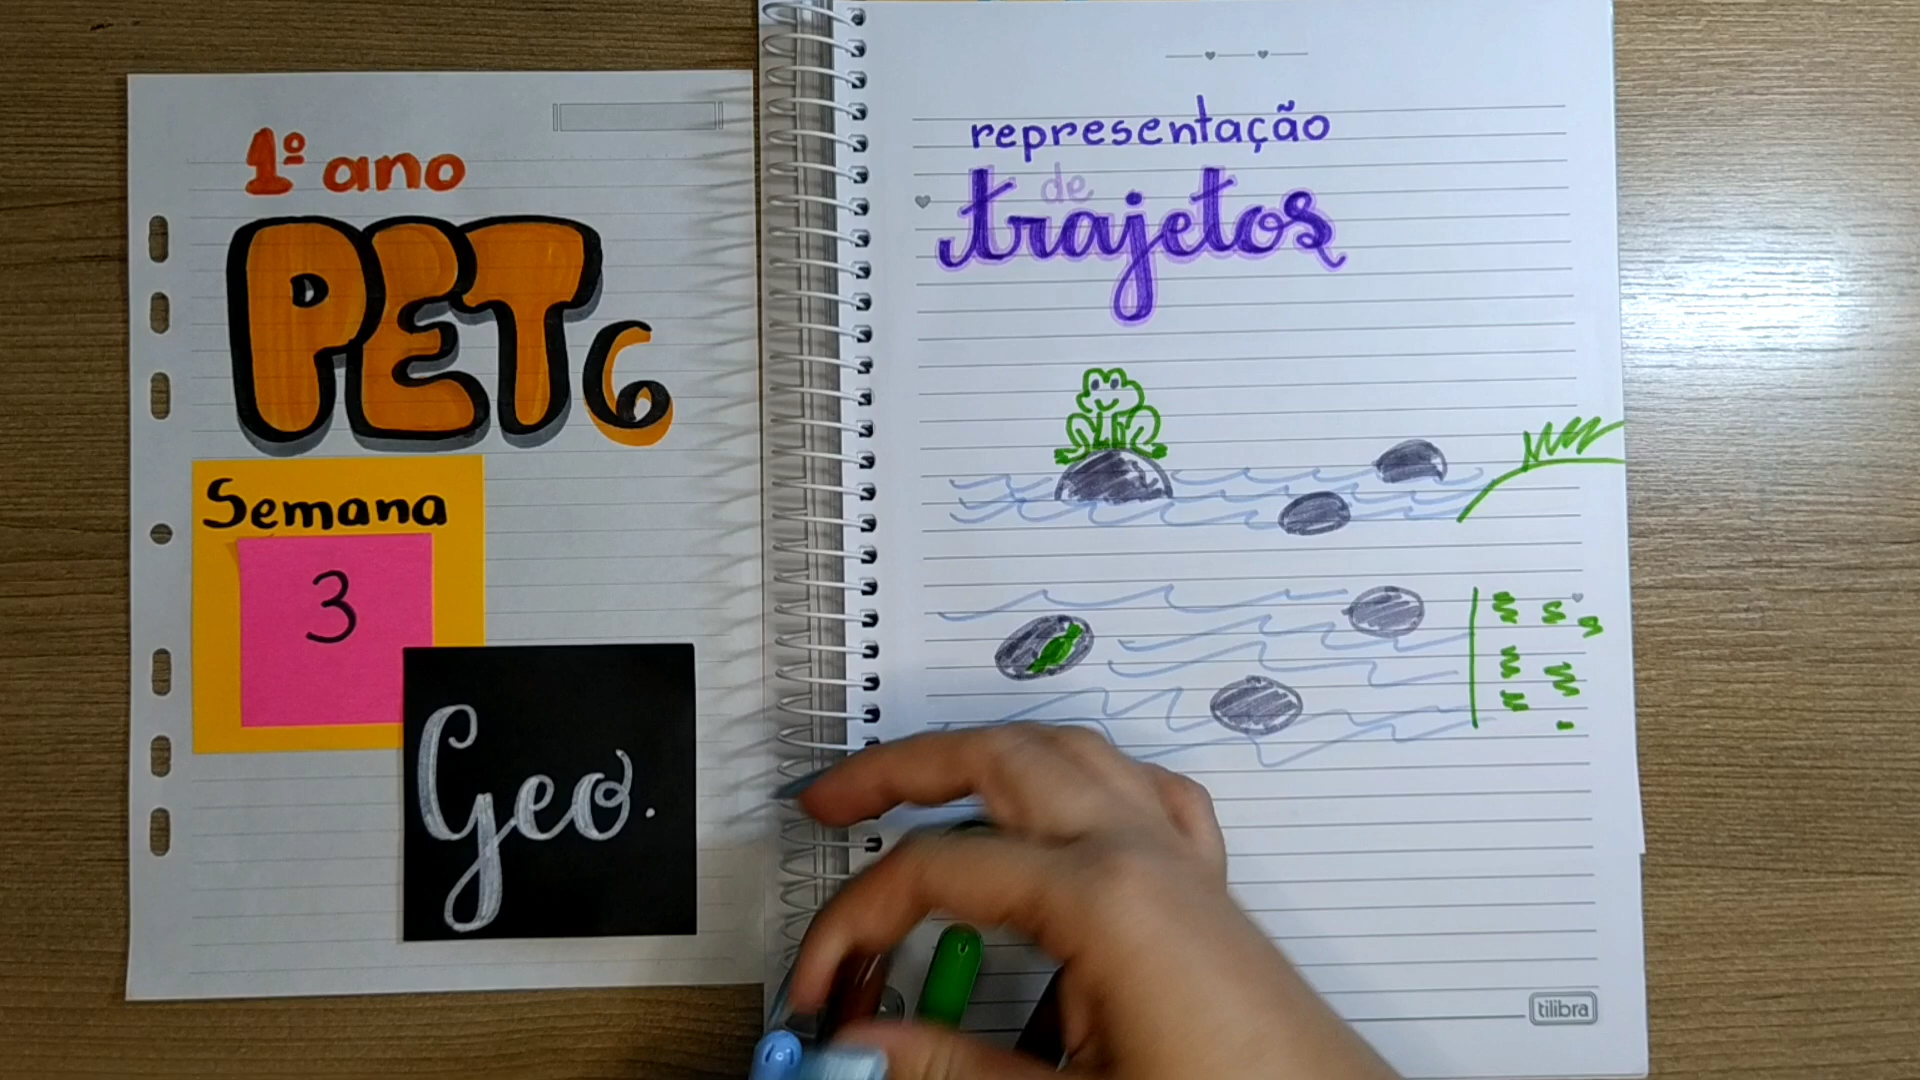 1º ano
PET6
Semana
3
Geo.
representação
de
trajetos
tilibra